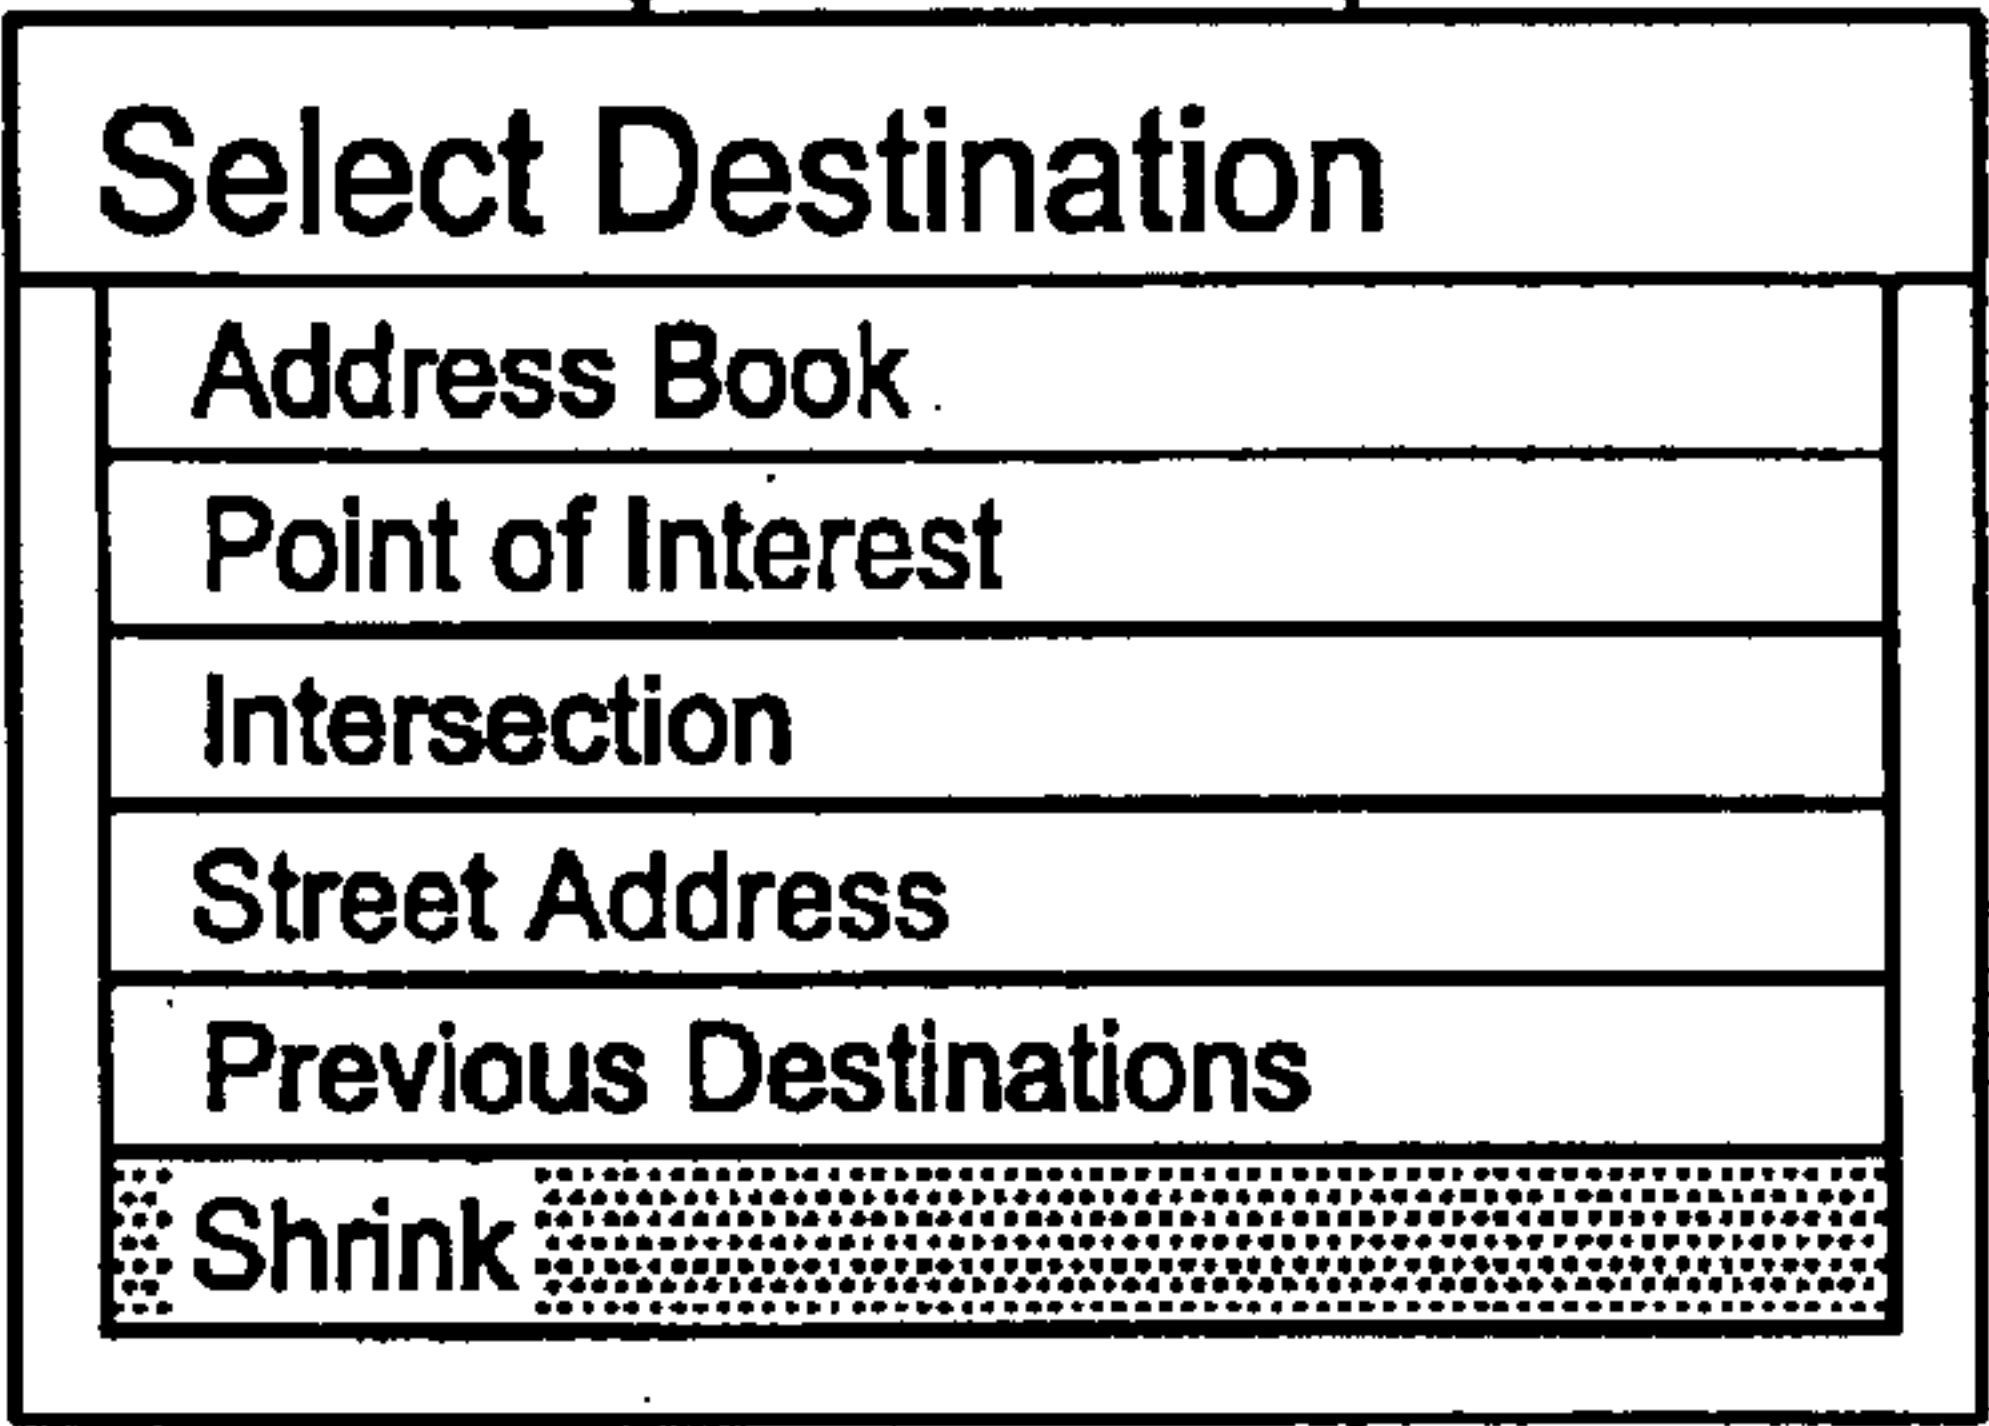 Select Destination
Address Book
Point of Interest
Intersection
Street Address
Previous Destinations
Shrink